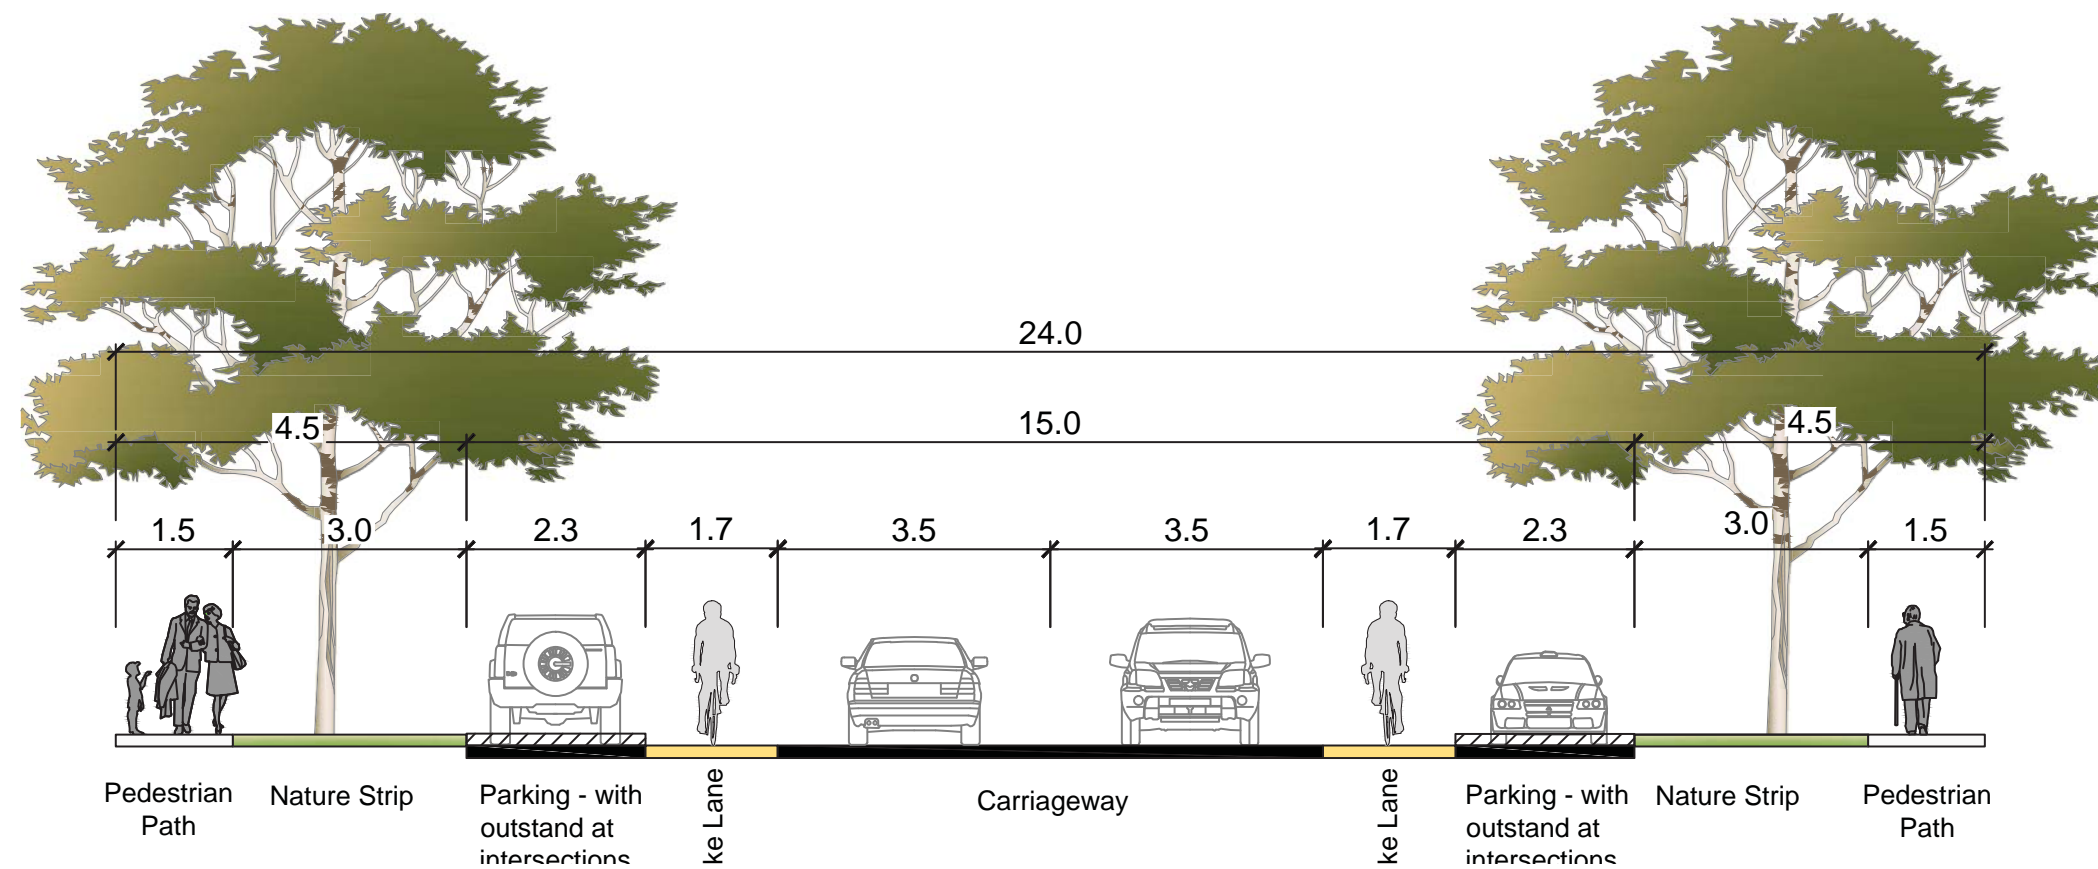 24.0
4.5
15.0
4.5
1.5
3.0
2.3
1.7
3.5
3.5
1.7
2.3
3.0
1.5
Pedestrian
Path
Nature Strip
Parking - with
outstand at
intersections
ke Lane
Carriageway
ke Lane
Parking - with
outstand at
intersections
Nature Strip
Pedestrian
Path